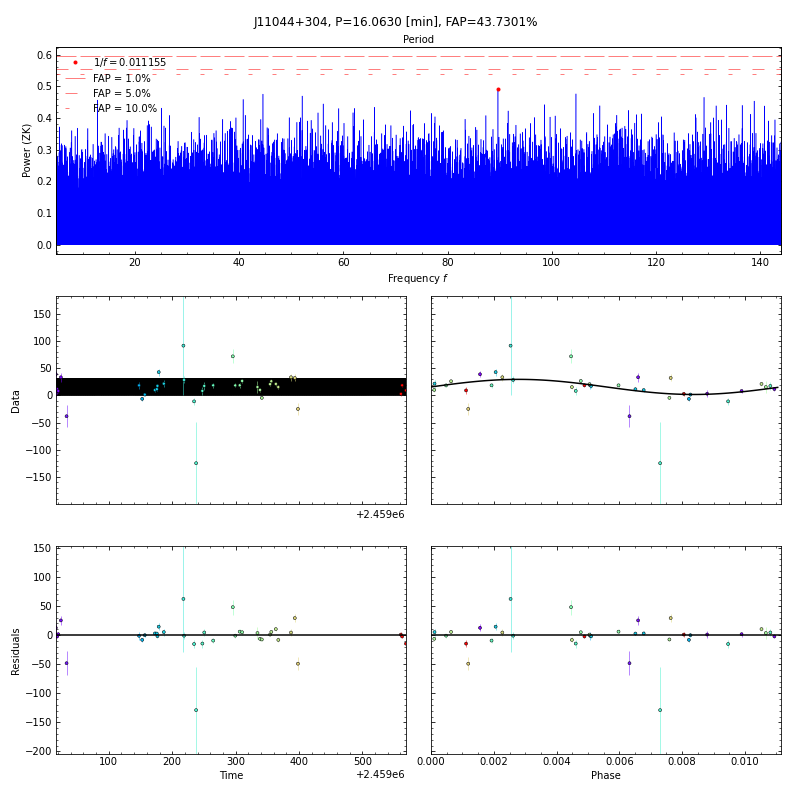 J11044+304, P=16.0630 [min], FAP=43.7301%
Period
Power (ZK)
0.6
0.5
0.4
0.3
0.2
0.1
0.0
1/f = 0.011155
FAP = 1.0%
FAP = 5.0%
FAP = 10.0%
20 40 60 80 100 120 140
Frequency f
Data
150
100
50
0
−50
−100
−150
+2.459e6
Residuals
150
100
50
0
−50
−100
−150
−200
100 200 300 400 500
Time
+2.459e6
0.000 0.002 0.004 0.006 0.008 0.010
Phase